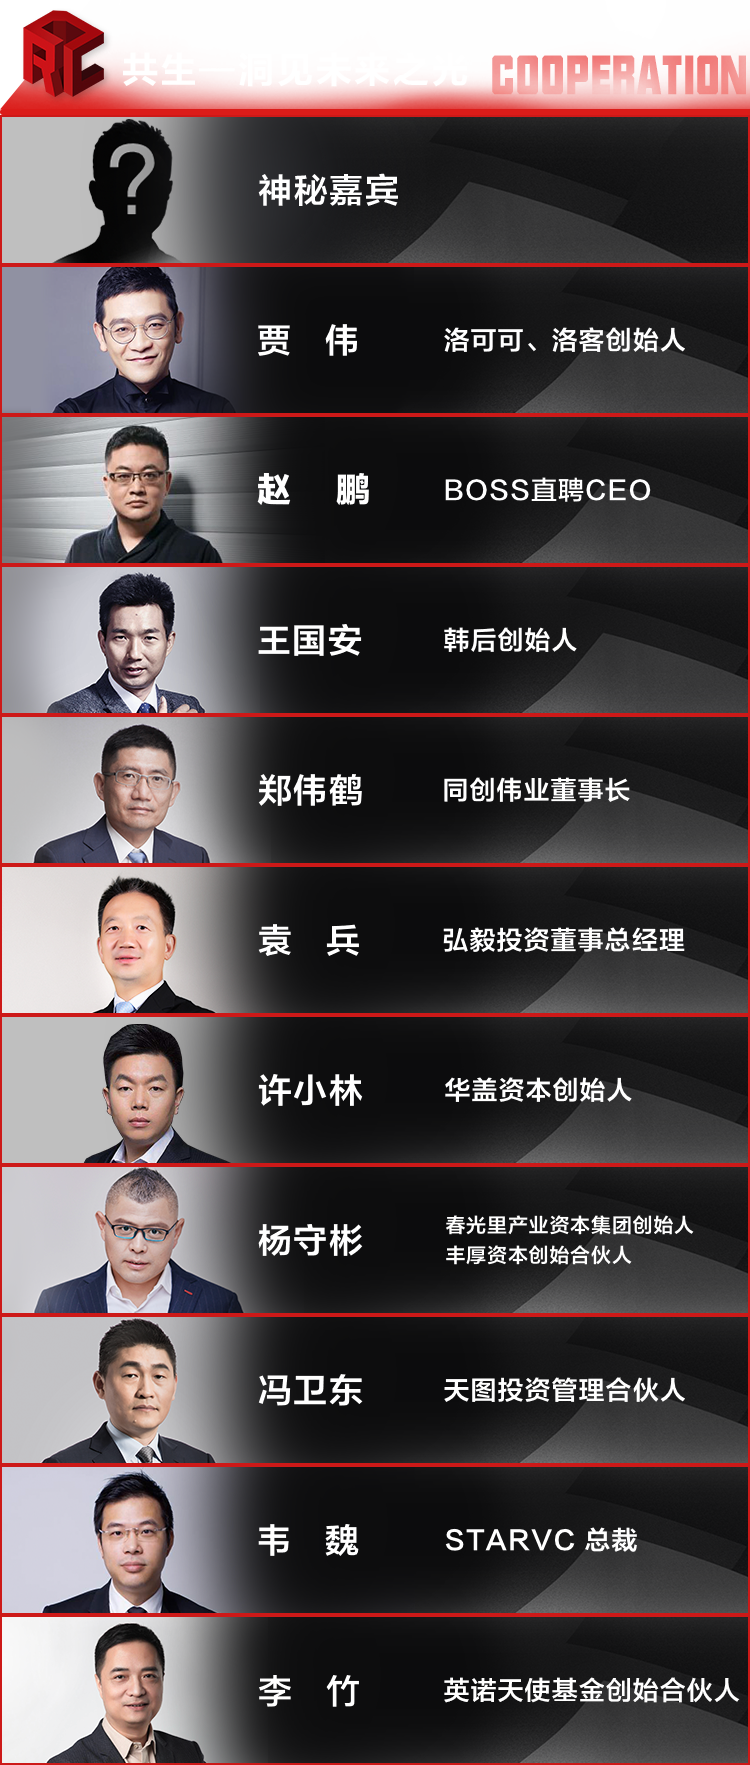 共生—洞见未来之光 COOPERATION
?
神秘嘉宾
贾 伟 洛可可、洛客创始人
赵 鹏 BOSS直聘CEO
王国安 韩后创始人
郑伟鹤 同创伟业董事长
袁 兵 弘毅投资董事总经理
许小林 华盖资本创始人
杨守彬 春光里产业资本集团创始人
丰厚资本创始合伙人
冯卫东 天图投资管理合伙人
韦 魏 STARVC 总裁
李 竹 英诺天使基金创始合伙人